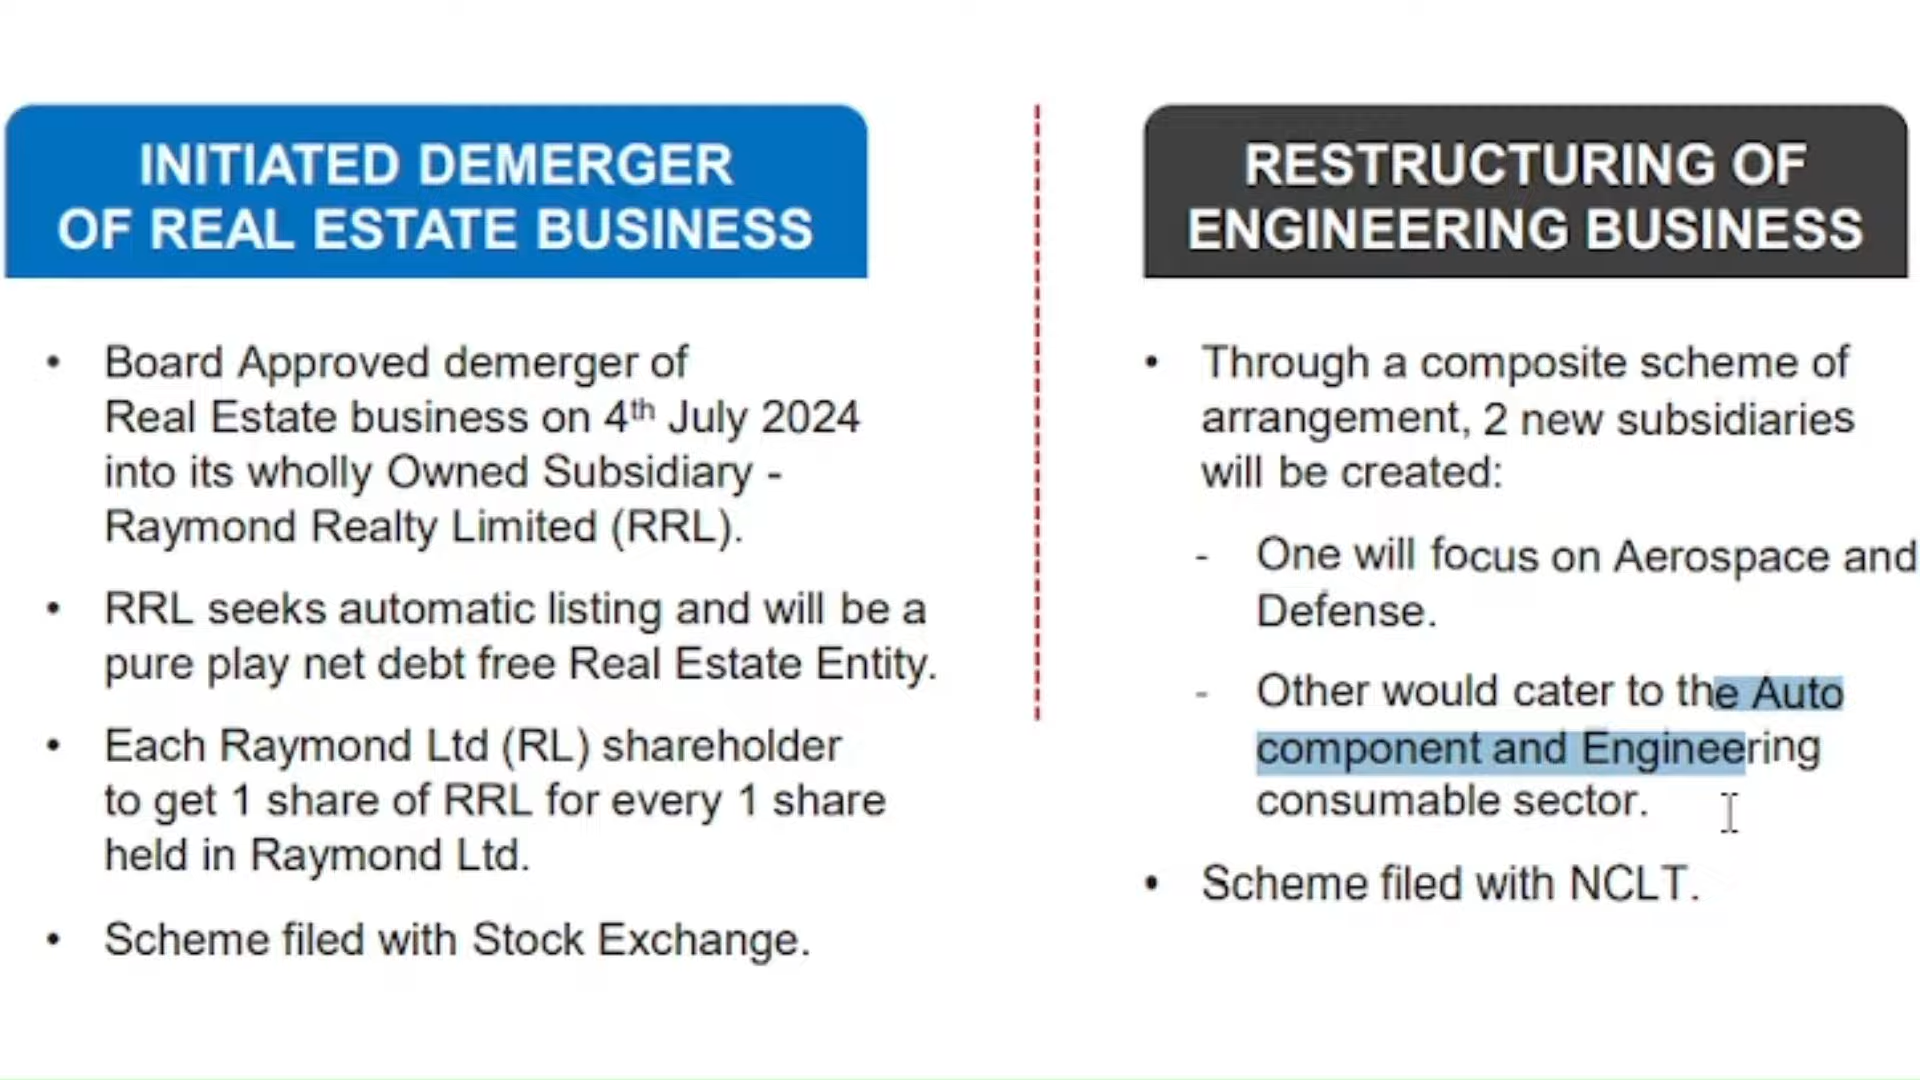 INITIATED DEMERGER
OF REAL ESTATE BUSINESS
• Board Approved demerger of
Real Estate business on 4th July 2024
into its wholly Owned Subsidiary -
Raymond Realty Limited (RRL).
• RRL seeks automatic listing and will be a
pure play net debt free Real Estate Entity.
• Each Raymond Ltd (RL) shareholder
to get 1 share of RRL for every 1 share
held in Raymond Ltd.
• Scheme filed with Stock Exchange.
RESTRUCTURING OF
ENGINEERING BUSINESS
• Through a composite scheme of
arrangement, 2 new subsidiaries
will be created:
- One will focus on Aerospace and
Defense.
- Other would cater to the Auto
component and Engineering
consumable sector.
• Scheme filed with NCLT.